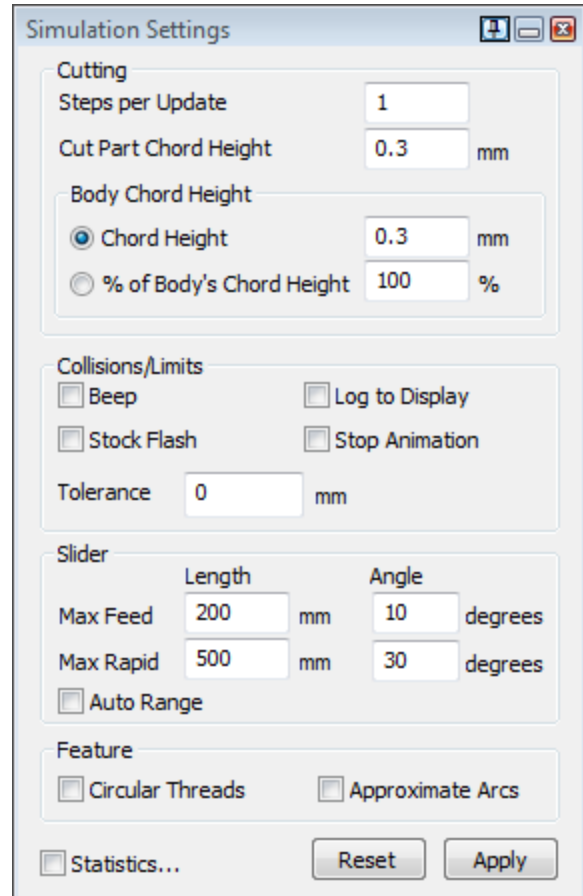 Simulation Settings
Cutting
Steps per Update 1
Cut Part Chord Height 0.3 mm
Body Chord Height
Chord Height 0.3 mm
% of Body's Chord Height 100 %
Collisions/Limits
Beep Log to Display
Stock Flash Stop Animation
Tolerance 0 mm
Slider
Length Angle
Max Feed 200 mm 10 degrees
Max Rapid 500 mm 30 degrees
Auto Range
Feature
Circular Threads Approximate Arcs
Statistics... Reset Apply